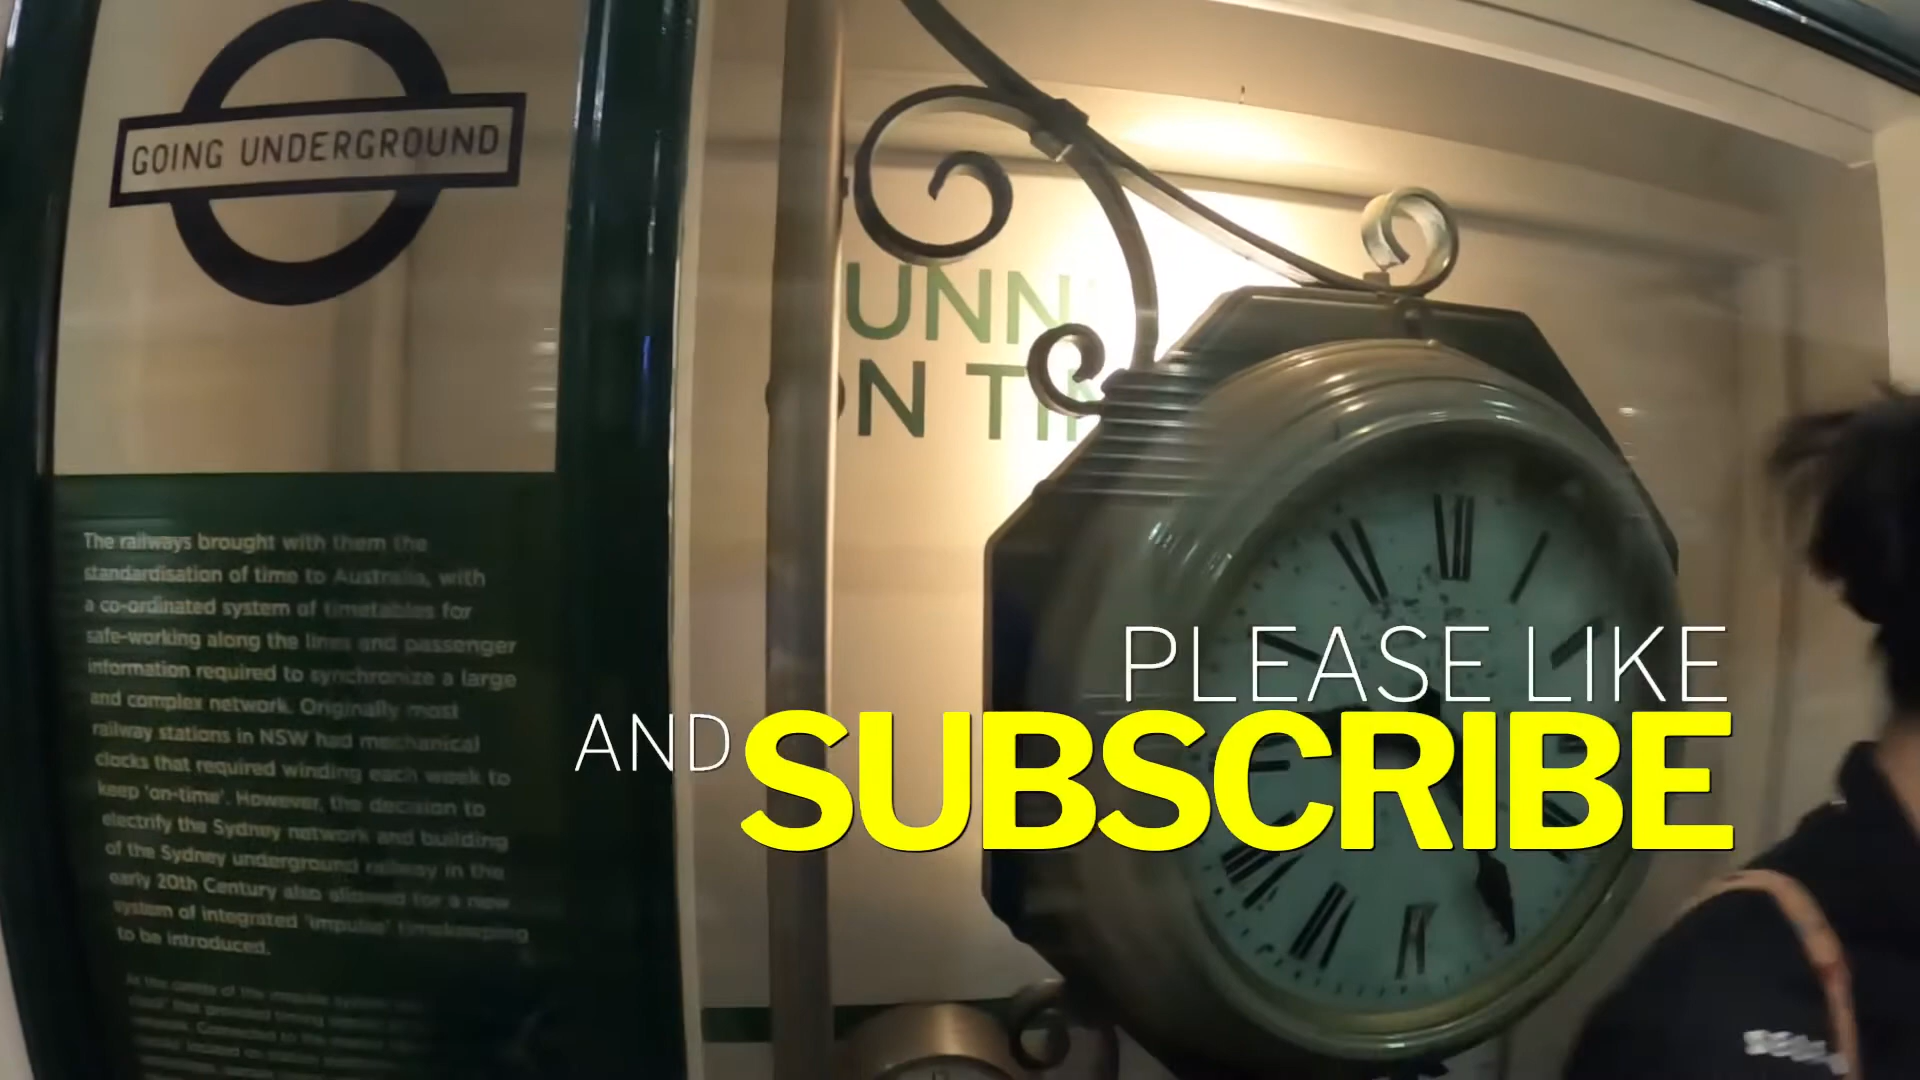 GOING UNDERGROUND
UNN
ON TI
The railways brought with them the
standardisation of time to Australia, with
a co-ordinated system of timetables for
safe-working along the lines and passenger
information required to synchronize a large
and complex network. Originally most
railway stations in NSW had mechanical
clocks that required winding each week to
keep 'on-time'. However, the decision to
electrify the Sydney network and building
of the Sydney underground railway in the
early 20th Century also allowed for a new
system of integrated 'impulse' timekeeping
to be introduced.
PLEASE LIKE
AND SUBSCRIBE